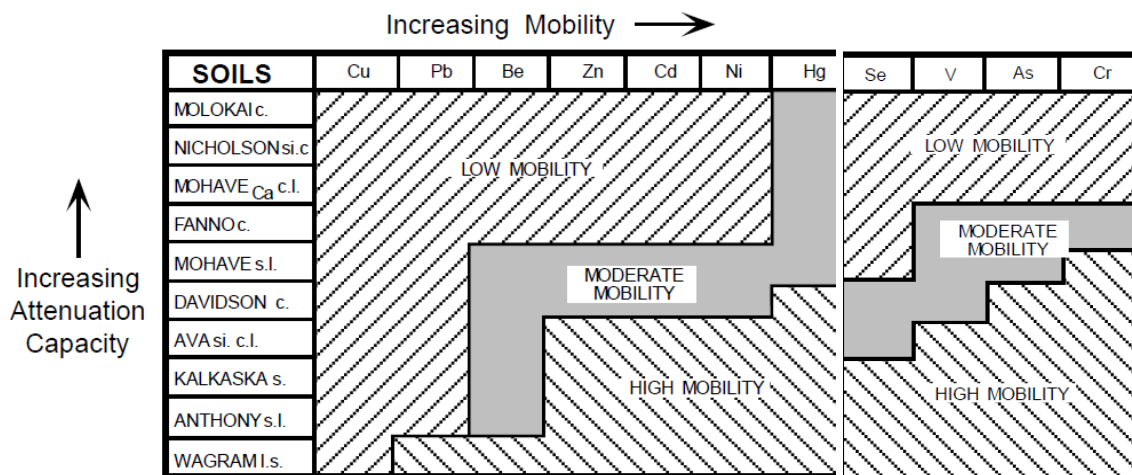 Increasing Mobility
SOILS Cu Pb Be Zn Cd Ni Hg Se V As Cr
MOLOKAI c.
NICHOLSON si.c
MOHAVE Ca c.l.
FANNO c.
MOHAVE s.l.
DAVIDSON c.
AVA si. c.l.
KALKASKA s.
ANTHONY s.l.
WAGRAM l.s.
Increasing
Attenuation
Capacity
LOW MOBILITY
MODERATE
MOBILITY
HIGH MOBILITY
LOW MOBILITY
MODERATE
MOBILITY
HIGH MOBILITY